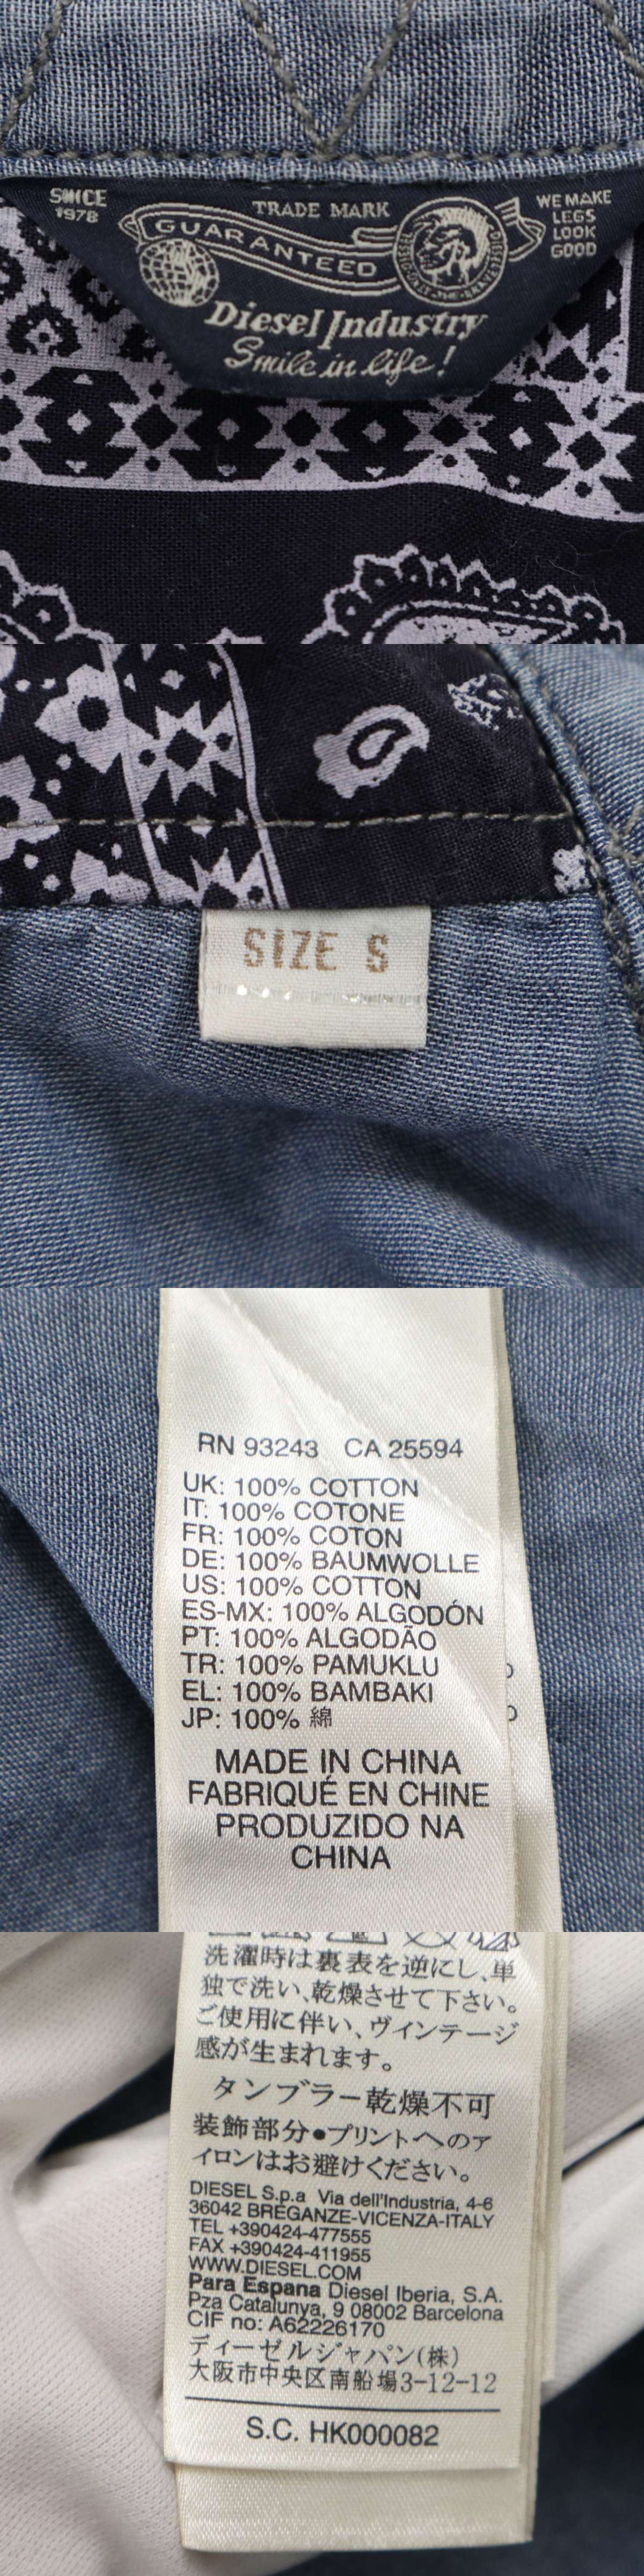 SINCE
1978
TRADE MARK
GUARANTEED
WE MAKE
LEGS
LOOK
GOOD
Diesel Industry
Smile in life!
SIZE S
RN 93243 CA 25594
UK: 100% COTTON
IT: 100% COTONE
FR: 100% COTON
DE: 100% BAUMWOLLE
US: 100% COTTON
ES-MX: 100% ALGODÓN
PT: 100% ALGODÃO
TR: 100% PAMUKLU
EL: 100% BAMBAKI
JP: 100% 綿
MADE IN CHINA
FABRIQUÉ EN CHINE
PRODUZIDO NA
CHINA
洗濯時は裏表を逆にし、単
独で洗い、乾燥させて下さい。
ご使用に伴い、ヴィンテージ
感が生まれます。
タンブラー乾燥不可
装飾部分●プリントへのア
イロンはお避けください。
DIESEL S.p.a Via dell'Industria, 4-6
36042 BREGANZE-VICENZA-ITALY
TEL +390424-477555
FAX +390424-411955
WWW.DIESEL.COM
Para Espana Diesel Iberia, S.A.
Pza Catalunya, 9 08002 Barcelona
CIF no: A62226170
ディーゼルジャパン(株)
大阪市中央区南船場3-12-12
S.C. HK000082